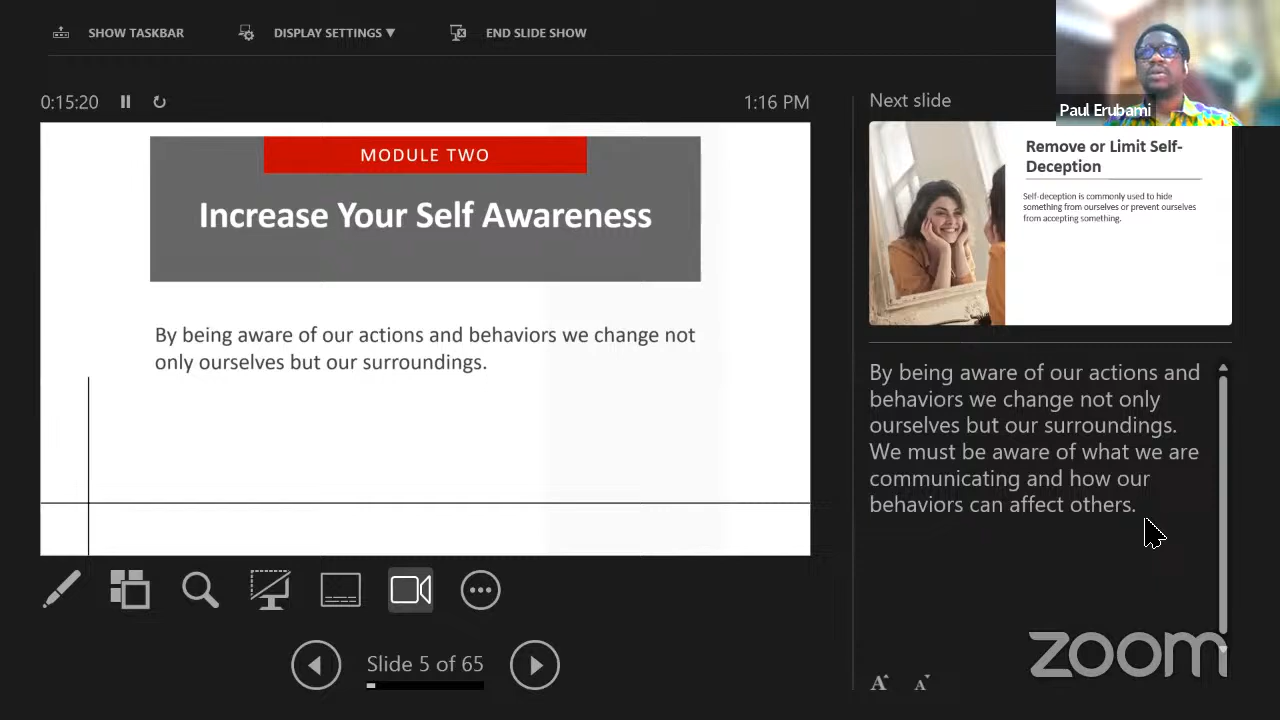 SHOW TASKBAR
DISPLAY SETTINGS ▼
END SLIDE SHOW
0:15:20
1:16 PM
Next slide
Paul Erubami
MODULE TWO
Increase Your Self Awareness
By being aware of our actions and behaviors we change not
only ourselves but our surroundings.
Remove or Limit Self-
Deception
Self-deception is commonly used to hide
something from ourselves or prevent ourselves
from accepting something.
By being aware of our actions and
behaviors we change not only
ourselves but our surroundings.
We must be aware of what we are
communicating and how our
behaviors can affect others.
Slide 5 of 65
A A
zoom